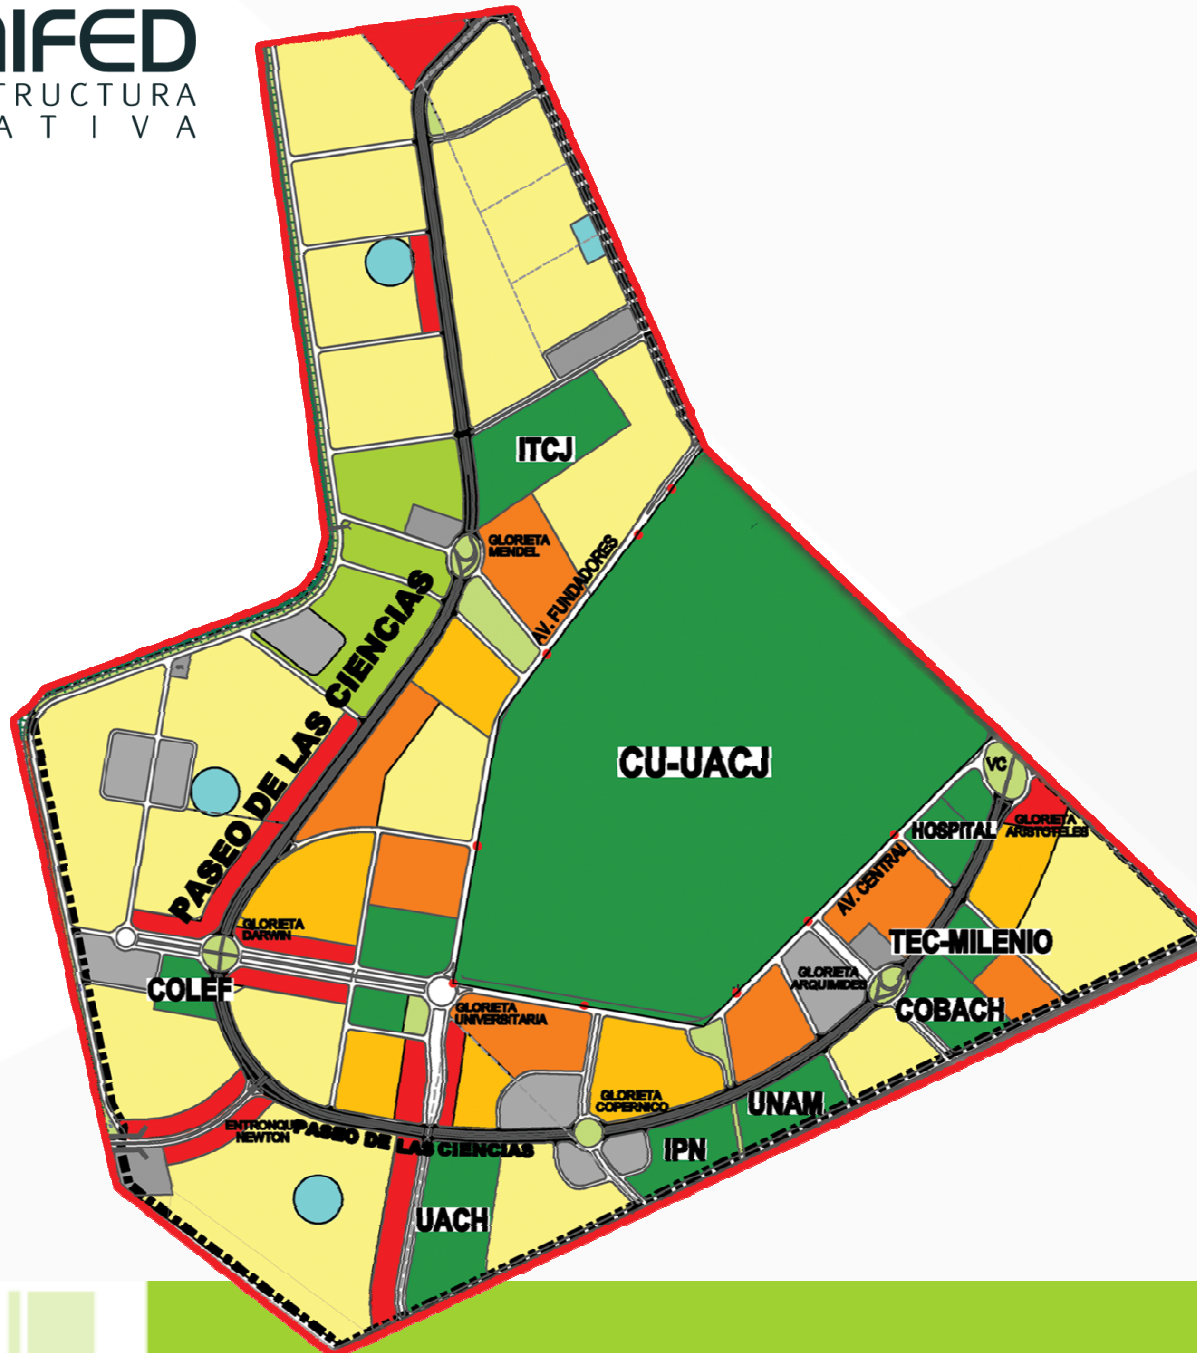 NIFED
TRUCTURA
A T I V A
ITCJ
GLORIETA
MENDEL
AV. FUNDADORES
PASEO DE LAS CIENCIAS
CU-UACJ
VC
HOSPITAL
GLORIETA
ARISTOTELES
AV. CENTRAL
GLORIETA
DARWIN
TEC-MILENIO
COLEF
GLORIETA
ARQUIMIDES
GLORIETA
UNIVERSITARIA
COBACH
GLORIETA
COPERNICO
UNAM
ENTRONQUE
NEWTON
PASEO DE LAS CIENCIAS
IPN
UACH